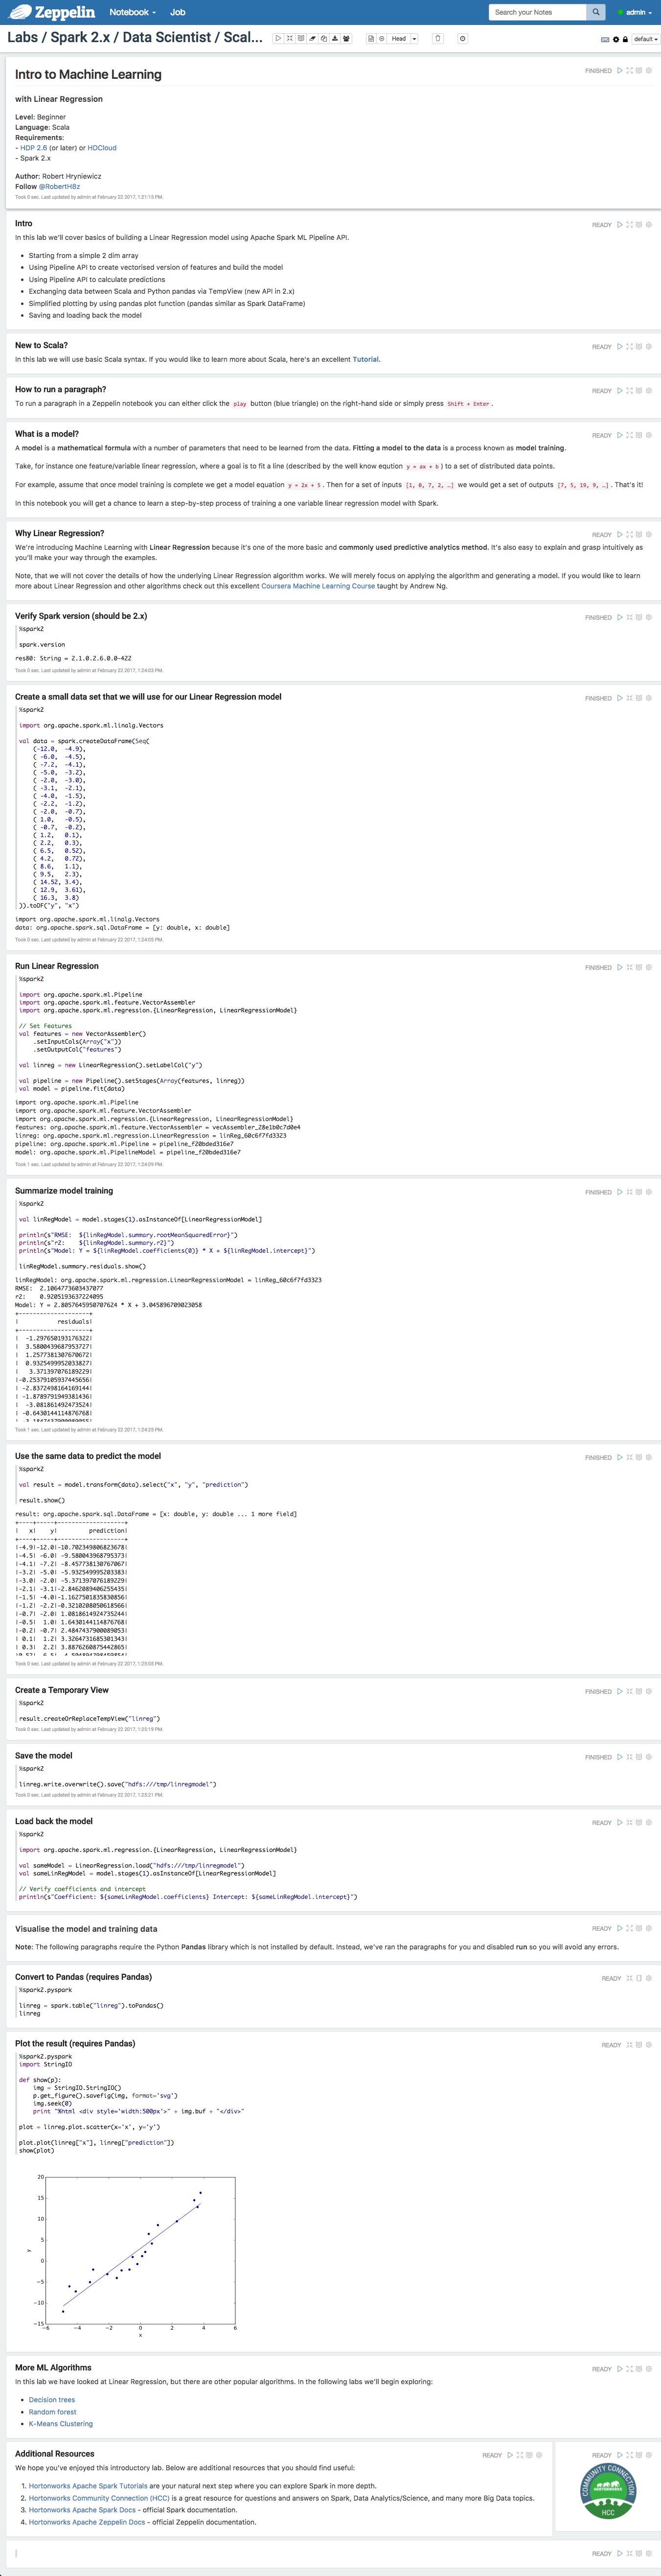 Zeppelin Notebook Job Search your Notes admin
Labs / Spark 2.x / Data Scientist / Scal... Head default
Intro to Machine Learning FINISHED
with Linear Regression
Level: Beginner
Language: Scala
Requirements:
- HDP 2.6 (or later) or HDCloud
- Spark 2.x
Author: Robert Hryniewicz
Follow @RobertH8z
Took 0 sec. Last updated by admin at February 22 2017, 1:21:15 PM.
Intro READY
In this lab we'll cover basics of building a Linear Regression model using Apache Spark ML Pipeline API.
• Starting from a simple 2 dim array
• Using Pipeline API to create vectorised version of features and build the model
• Using Pipeline API to calculate predictions
• Exchanging data between Scala and Python pandas via TempView (new API in 2.x)
• Simplified plotting by using pandas plot function (pandas similar as Spark DataFrame)
• Saving and loading back the model
New to Scala? READY
In this lab we will use basic Scala syntax. If you would like to learn more about Scala, here's an excellent Tutorial.
How to run a paragraph? READY
To run a paragraph in a Zeppelin notebook you can either click the play button (blue triangle) on the right-hand side or simply press Shift + Enter.
What is a model? READY
A model is a mathematical formula with a number of parameters that need to be learned from the data. Fitting a model to the data is a process known as model training.
Take, for instance one feature/variable linear regression, where a goal is to fit a line (described by the well know eqution y = ax + b) to a set of distributed data points.
For example, assume that once model training is complete we get a model equation y = 2x + 5. Then for a set of inputs [1, 0, 7, 2, …] we would get a set of outputs [7, 5, 19, 9, …]. That's it!
In this notebook you will get a chance to learn a step-by-step process of training a one variable linear regression model with Spark.
Why Linear Regression? READY
We're introducing Machine Learning with Linear Regression because it's one of the more basic and commonly used predictive analytics method. It's also easy to explain and grasp intuitively as
you'll make your way through the examples.
Note, that we will not cover the details of how the underlying Linear Regression algorithm works. We will merely focus on applying the algorithm and generating a model. If you would like to learn
more about Linear Regression and other algorithms check out this excellent Coursera Machine Learning Course taught by Andrew Ng.
Verify Spark version (should be 2.x) FINISHED
%spark2
spark.version
res80: String = 2.1.0.2.6.0.0-422
Took 0 sec. Last updated by admin at February 22 2017, 1:24:03 PM.
Create a small data set that we will use for our Linear Regression model FINISHED
%spark2
import org.apache.spark.ml.linalg.Vectors
val data = spark.createDataFrame(Seq(
(-12.0, -4.9),
( -6.0, -4.5),
( -7.2, -4.1),
( -5.0, -3.2),
( -2.0, -3.0),
( -3.1, -2.1),
( -4.0, -1.5),
( -2.2, -1.2),
( -2.0, -0.7),
( 1.0, -0.5),
( -0.7, -0.2),
( 1.2, 0.1),
( 2.2, 0.3),
( 6.5, 0.52),
( 4.2, 0.72),
( 8.6, 1.1),
( 9.5, 2.3),
( 14.52, 3.4),
( 12.9, 3.61),
( 16.3, 3.8)
)).toDF("y", "x")
import org.apache.spark.ml.linalg.Vectors
data: org.apache.spark.sql.DataFrame = [y: double, x: double]
Took 0 sec. Last updated by admin at February 22 2017, 1:24:05 PM.
Run Linear Regression FINISHED
%spark2
import org.apache.spark.ml.Pipeline
import org.apache.spark.ml.feature.VectorAssembler
import org.apache.spark.ml.regression.{LinearRegression, LinearRegressionModel}
// Set Features
val features = new VectorAssembler()
.setInputCols(Array("x"))
.setOutputCol("features")
val linreg = new LinearRegression().setLabelCol("y")
val pipeline = new Pipeline().setStages(Array(features, linreg))
val model = pipeline.fit(data)
import org.apache.spark.ml.Pipeline
import org.apache.spark.ml.feature.VectorAssembler
import org.apache.spark.ml.regression.{LinearRegression, LinearRegressionModel}
features: org.apache.spark.ml.feature.VectorAssembler = vecAssembler_28e1b0c7d0e4
linreg: org.apache.spark.ml.regression.LinearRegression = linReg_60c6f7fd3323
pipeline: org.apache.spark.ml.Pipeline = pipeline_f20bded316e7
model: org.apache.spark.ml.PipelineModel = pipeline_f20bded316e7
Took 1 sec. Last updated by admin at February 22 2017, 1:24:09 PM.
Summarize model training FINISHED
%spark2
val linRegModel = model.stages(1).asInstanceOf[LinearRegressionModel]
println(s"RMSE: ${linRegModel.summary.rootMeanSquaredError}")
println(s"r2: ${linRegModel.summary.r2}")
println(s"Model: Y = ${linRegModel.coefficients(0)} * X + ${linRegModel.intercept}")
linRegModel.summary.residuals.show()
linRegModel: org.apache.spark.ml.regression.LinearRegressionModel = linReg_60c6f7fd3323
RMSE: 2.1064773603437077
r2: 0.9205193637224095
Model: Y = 2.8057645950707624 * X + 3.045896709023058
+-------------------+
| residuals|
+-------------------+
| -1.297650193176322|
| 3.5800439687953727|
| 1.2577381307670672|
| 0.9325499952033827|
| 3.371397076189229|
|-0.25379105937445656|
| -2.8372498164169144|
| -1.8789791949381436|
| -3.081861492473524|
| -0.6430144114876768|
Took 1 sec. Last updated by admin at February 22 2017, 1:24:25 PM.
Use the same data to predict the model FINISHED
%spark2
val result = model.transform(data).select("x", "y", "prediction")
result.show()
result: org.apache.spark.sql.DataFrame = [x: double, y: double ... 1 more field]
+----+-----+-------------------+
| x| y| prediction|
+----+-----+-------------------+
|-4.9|-12.0|-10.702349806823678|
|-4.5| -6.0| -9.580043968795373|
|-4.1| -7.2| -8.457738130767067|
|-3.2| -5.0| -5.932549995203383|
|-3.0| -2.0| -5.371397076189229|
|-2.1| -3.1|-2.8462089406255435|
|-1.5| -4.0|-1.1627501835830856|
|-1.2| -2.2|-0.3210208050618566|
|-0.7| -2.0| 1.0818614924735244|
|-0.5| 1.0| 1.6430144114876768|
|-0.2| -0.7| 2.4847437900089053|
| 0.1| 1.2| 3.3264731685301343|
| 0.3| 2.2| 3.8876260875442865|
Took 0 sec. Last updated by admin at February 22 2017, 1:25:05 PM.
Create a Temporary View FINISHED
%spark2
result.createOrReplaceTempView("linreg")
Took 0 sec. Last updated by admin at February 22 2017, 1:25:19 PM.
Save the model FINISHED
%spark2
linreg.write.overwrite().save("hdfs:///tmp/linregmodel")
Took 0 sec. Last updated by admin at February 22 2017, 1:25:21 PM.
Load back the model READY
%spark2
import org.apache.spark.ml.regression.{LinearRegression, LinearRegressionModel}
val sameModel = LinearRegression.load("hdfs:///tmp/linregmodel")
val sameLinRegModel = model.stages(1).asInstanceOf[LinearRegressionModel]
// Verify coefficients and intercept
println(s"Coefficient: ${sameLinRegModel.coefficients} Intercept: ${sameLinRegModel.intercept}")
Visualise the model and training data READY
Note: The following paragraphs require the Python Pandas library which is not installed by default. Instead, we've ran the paragraphs for you and disabled run so you will avoid any errors.
Convert to Pandas (requires Pandas) READY
%spark2.pyspark
linreg = spark.table("linreg").toPandas()
linreg
Plot the result (requires Pandas) READY
%spark2.pyspark
import StringIO
def show(p):
img = StringIO.StringIO()
p.get_figure().savefig(img, format='svg')
img.seek(0)
print "%html <div style='width:500px'>" + img.buf + "</div>"
plot = linreg.plot.scatter(x='x', y='y')
plot.plot(linreg["x"], linreg["prediction"])
show(plot)
20
15
10
5
y
0
−5
−10
−15
−6 −4 −2 0 2 4 6
x
More ML Algorithms READY
In this lab we have looked at Linear Regression, but there are other popular algorithms. In the following labs we'll begin exploring:
• Decision trees
• Random forest
• K-Means Clustering
Additional Resources READY
We hope you've enjoyed this introductory lab. Below are additional resources that you should find useful:
1. Hortonworks Apache Spark Tutorials are your natural next step where you can explore Spark in more depth.
2. Hortonworks Community Connection (HCC) is a great resource for questions and answers on Spark, Data Analytics/Science, and many more Big Data topics.
3. Hortonworks Apache Spark Docs - official Spark documentation.
4. Hortonworks Apache Zeppelin Docs - official Zeppelin documentation.
READY
COMMUNITY CONNECTION
HORTONWORKS
HCC
READY